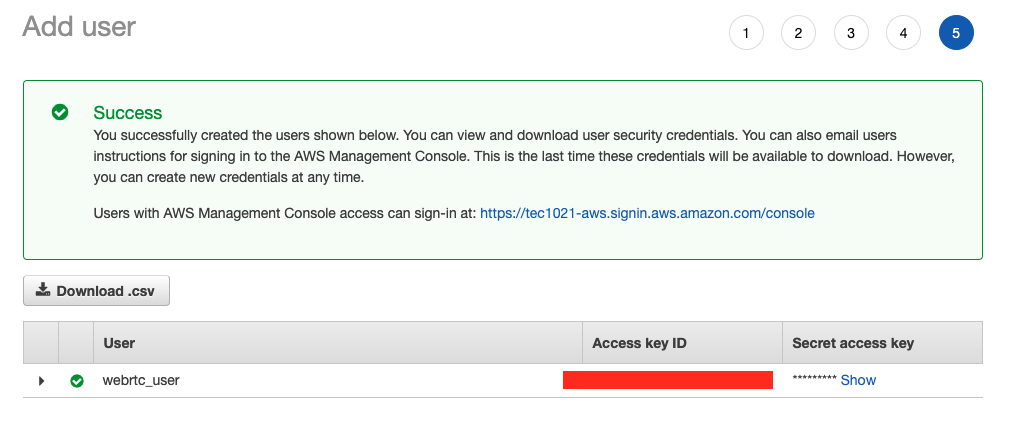 Add user
1 2 3 4 5
Success
You successfully created the users shown below. You can view and download user security credentials. You can also email users
instructions for signing in to the AWS Management Console. This is the last time these credentials will be available to download. However,
you can create new credentials at any time.
Users with AWS Management Console access can sign-in at: https://tec1021-aws.signin.aws.amazon.com/console
Download .csv
User Access key ID Secret access key
webrtc_user ********* Show